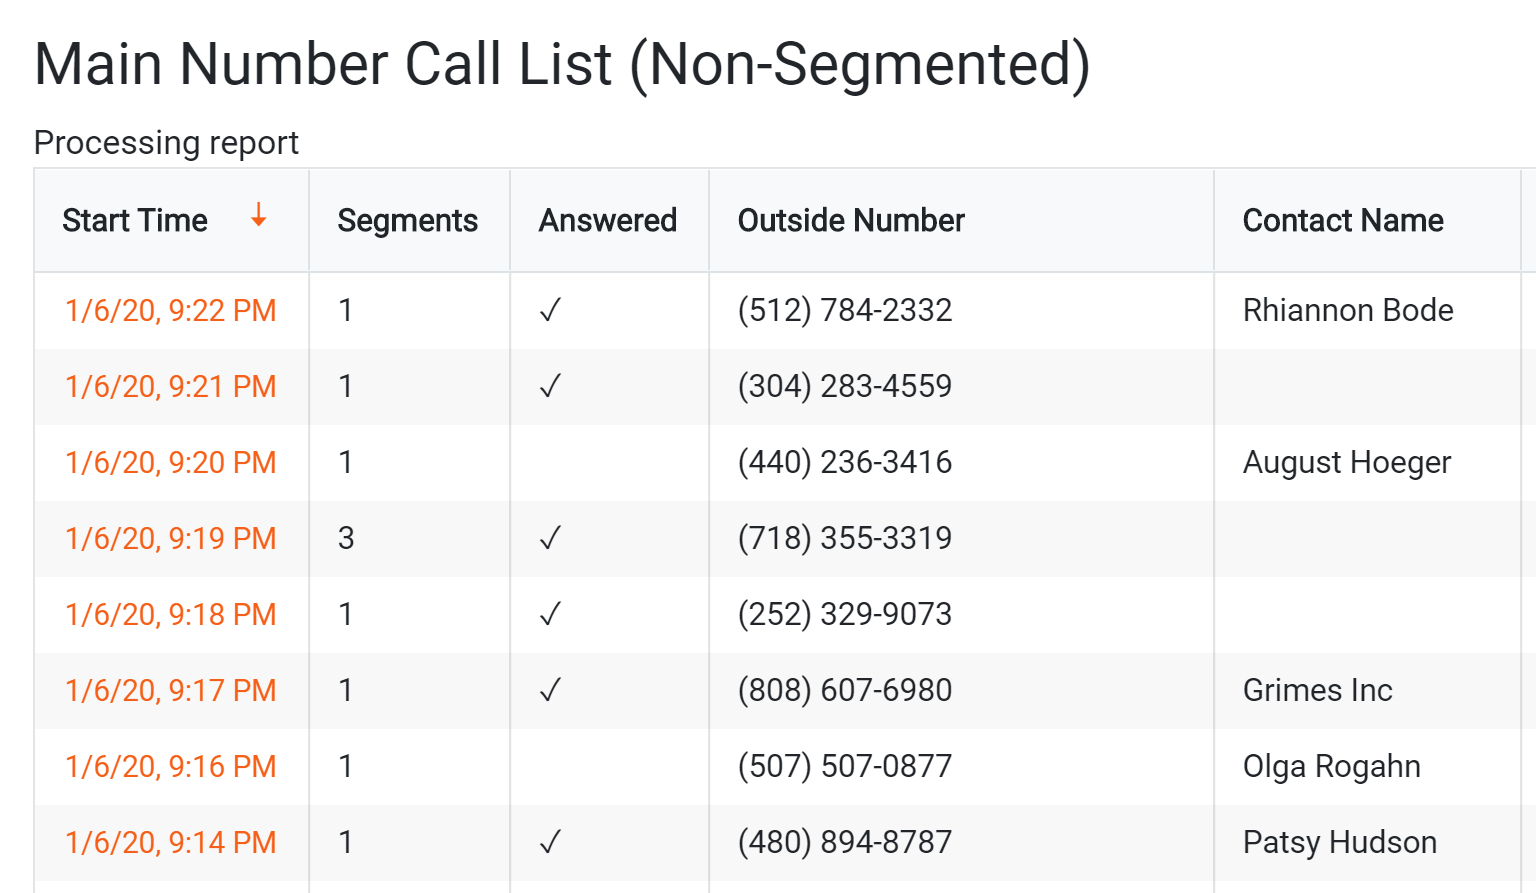 Main Number Call List (Non-Segmented)
Processing report
Start Time ↓ Segments Answered Outside Number Contact Name
1/6/20, 9:22 PM 1 ✓ (512) 784-2332 Rhiannon Bode
1/6/20, 9:21 PM 1 ✓ (304) 283-4559
1/6/20, 9:20 PM 1 (440) 236-3416 August Hoeger
1/6/20, 9:19 PM 3 ✓ (718) 355-3319
1/6/20, 9:18 PM 1 ✓ (252) 329-9073
1/6/20, 9:17 PM 1 ✓ (808) 607-6980 Grimes Inc
1/6/20, 9:16 PM 1 (507) 507-0877 Olga Rogahn
1/6/20, 9:14 PM 1 ✓ (480) 894-8787 Patsy Hudson